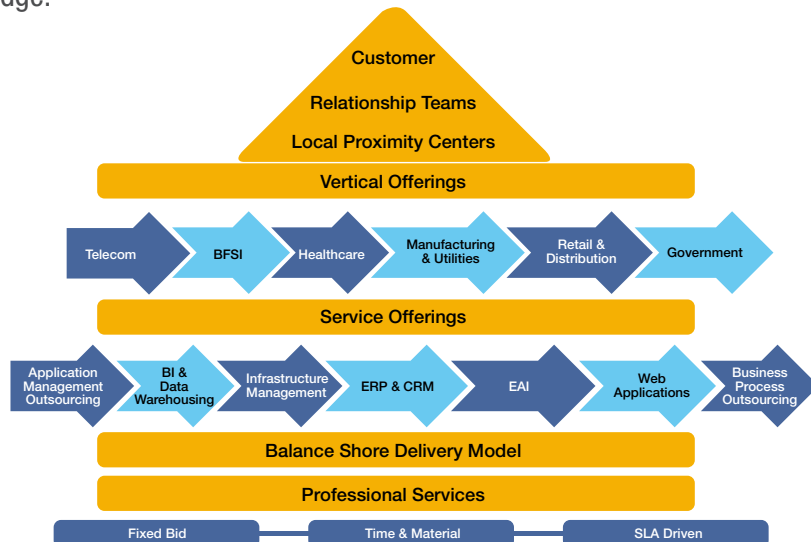 dge.
Customer
Relationship Teams
Local Proximity Centers
Vertical Offerings
Telecom
BFSI
Healthcare
Manufacturing
& Utilities
Retail &
Distribution
Government
Service Offerings
Application
Management
Outsourcing
BI &
Data
Warehousing
Infrastructure
Management
ERP & CRM
EAI
Web
Applications
Business
Process
Outsourcing
Balance Shore Delivery Model
Professional Services
Fixed Bid
Time & Material
SLA Driven